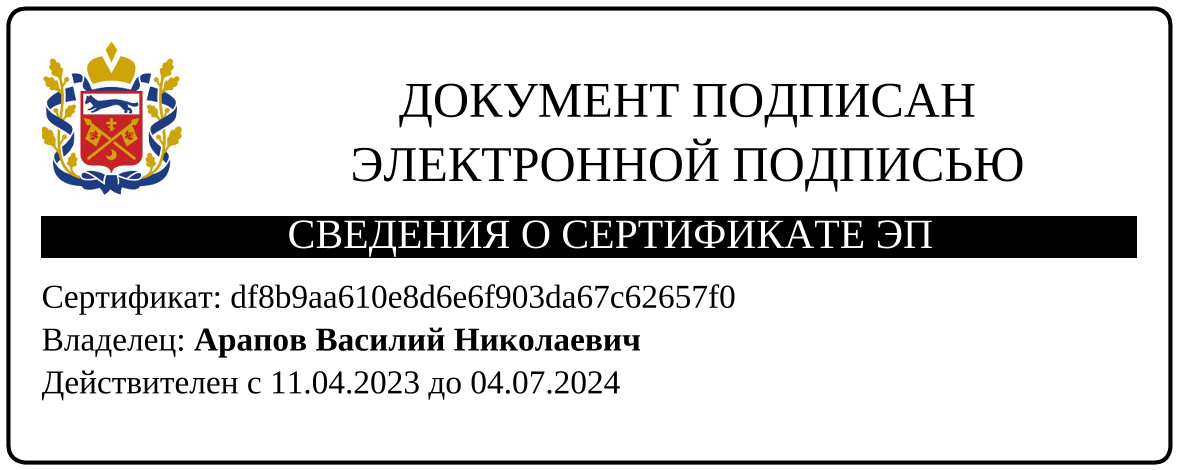 ДОКУМЕНТ ПОДПИСАН
ЭЛЕКТРОННОЙ ПОДПИСЬЮ
СВЕДЕНИЯ О СЕРТИФИКАТЕ ЭП
Сертификат: df8b9aa610e8d6e6f903da67c62657f0
Владелец: Арапов Василий Николаевич
Действителен с 11.04.2023 до 04.07.2024